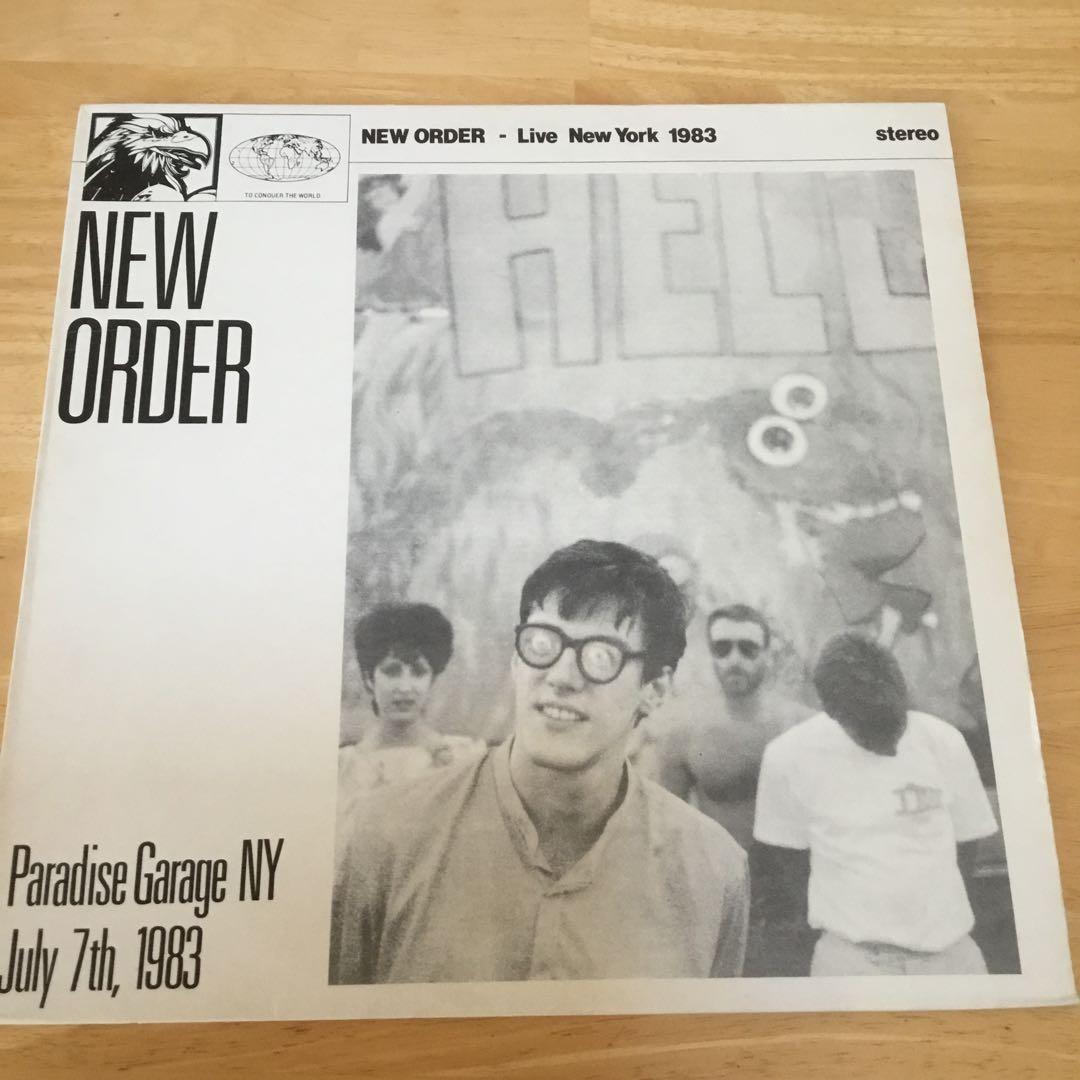 NEW ORDER - Live New York 1983
stereo
TO CONQUER THE WORLD
NEW
ORDER
HELL
Paradise Garage NY
July 7th, 1983